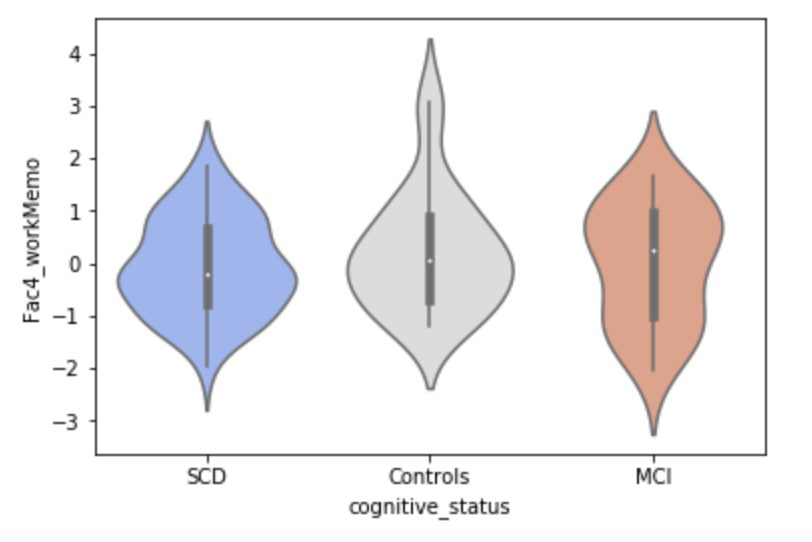 4
3
2
1
0
−1
−2
−3
Fac4_workMemo
SCD Controls MCI
cognitive_status